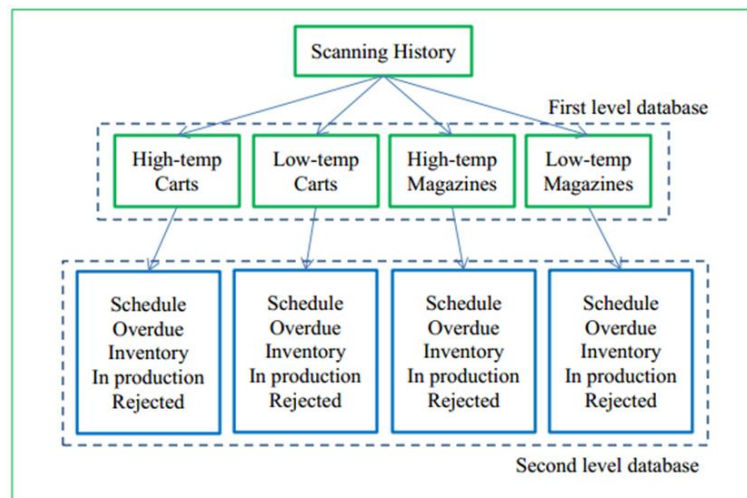 Scanning History
First level database
High-temp
Carts
Low-temp
Carts
High-temp
Magazines
Low-temp
Magazines
Schedule
Overdue
Inventory
In production
Rejected
Schedule
Overdue
Inventory
In production
Rejected
Schedule
Overdue
Inventory
In production
Rejected
Schedule
Overdue
Inventory
In production
Rejected
Second level database